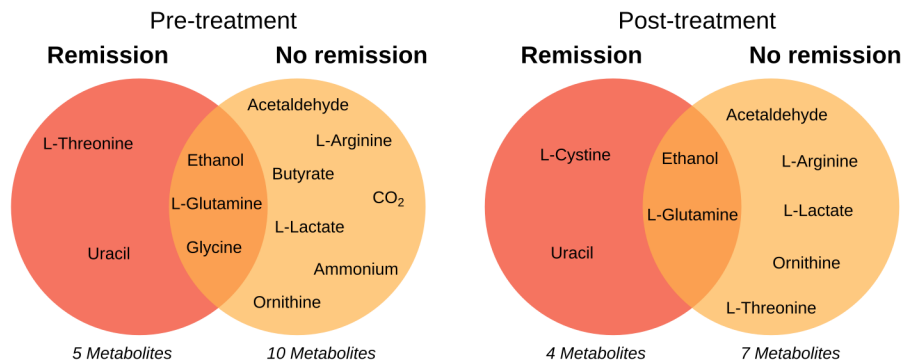 Pre-treatment
Remission
No remission
Acetaldehyde
L-Threonine
L-Arginine
Ethanol
Butyrate
CO₂
L-Glutamine
L-Lactate
Glycine
Uracil
Ammonium
Ornithine
5 Metabolites
10 Metabolites
Post-treatment
Remission
No remission
Acetaldehyde
L-Cystine
Ethanol
L-Arginine
L-Glutamine
L-Lactate
Uracil
Ornithine
L-Threonine
4 Metabolites
7 Metabolites